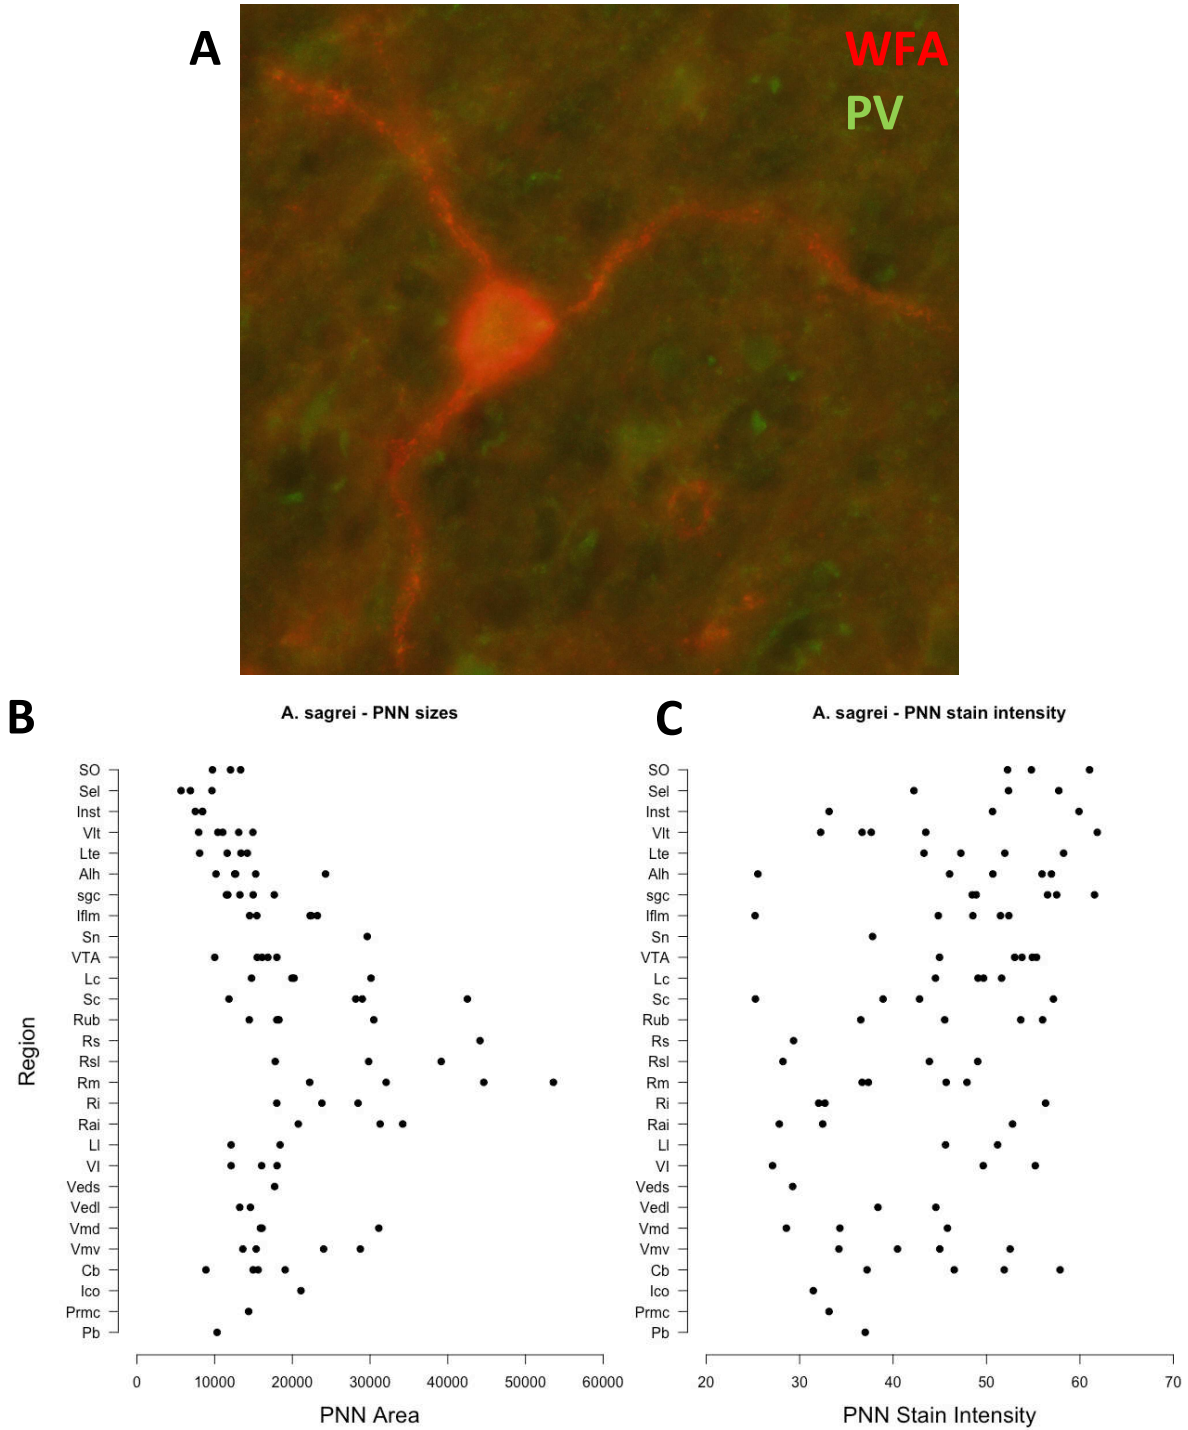 A
WFA
PV
B
A. sagrei - PNN sizes
Region
SO
Sel
Inst
Vlt
Lte
Alh
sgc
Iflm
Sn
VTA
Lc
Sc
Rub
Rs
Rsl
Rm
Ri
Rai
Ll
Vl
Veds
Vedl
Vmd
Vmv
Cb
Ico
Prmc
Pb
0 10000 20000 30000 40000 50000 60000
PNN Area
C
A. sagrei - PNN stain intensity
SO
Sel
Inst
Vlt
Lte
Alh
sgc
Iflm
Sn
VTA
Lc
Sc
Rub
Rs
Rsl
Rm
Ri
Rai
Ll
Vl
Veds
Vedl
Vmd
Vmv
Cb
Ico
Prmc
Pb
20 30 40 50 60 70
PNN Stain Intensity